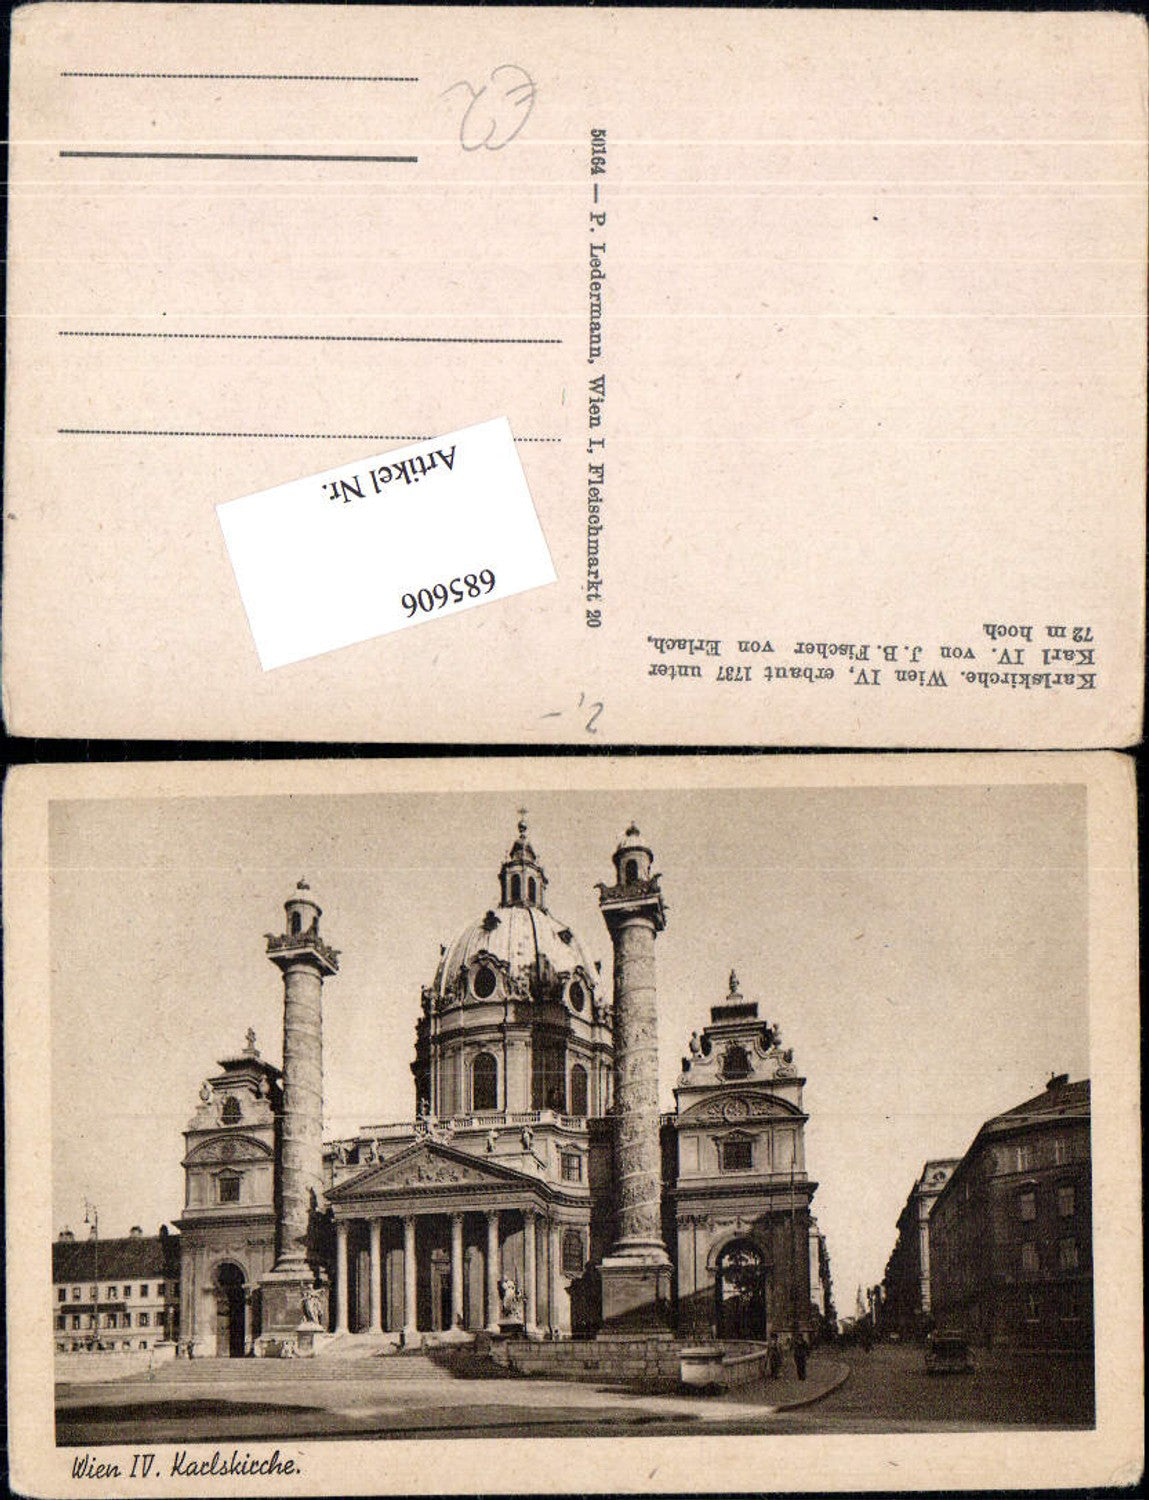 Karlskirche. Wien IV, erbaut 1737 unter
Karl IV. von J. B. Fischer von Erlach,
72 m hoch
50164 — P. Ledermann, Wien I, Fleischmarkt 20
Artikel Nr.
685606
2,-
Wien IV. Karlskirche.